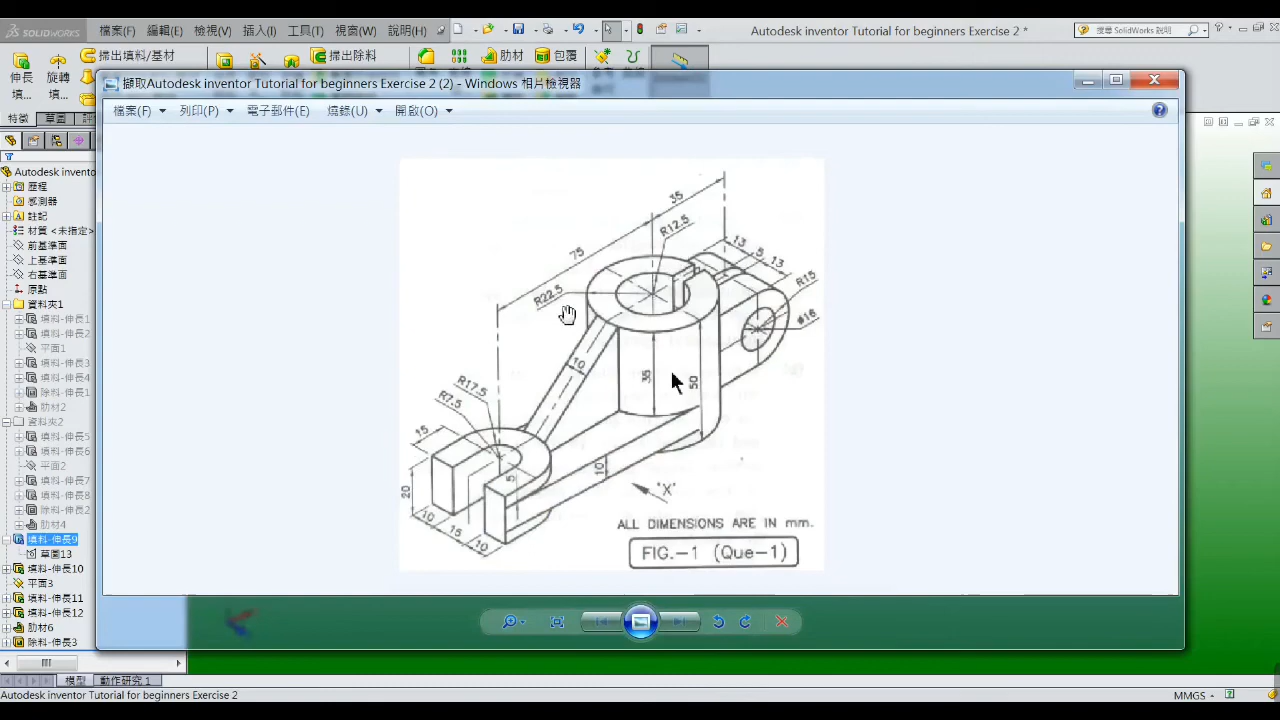 SOLIDWORKS 檔案(F) 編輯(E) 檢視(V) 插入(I) 工具(T) 視窗(W) 說明(H) Autodesk inventor Tutorial for beginners Exercise 2 * 搜尋 SolidWorks 說明
伸長填... 旋轉填... 掃出填料/基材 掃出除料 肋材 包覆
擷取Autodesk inventor Tutorial for beginners Exercise 2 (2) - Windows 相片檢視器
檔案(F) 列印(P) 電子郵件(E) 燒錄(U) 開啟(O)
特徵 草圖
Autodesk invento
歷程
感測器
註記
材質 <未指定>
前基準面
上基準面
右基準面
原點
資料夾1
填料-伸長1
填料-伸長2
平面1
填料-伸長3
填料-伸長4
除料-伸長1
肋材2
資料夾2
填料-伸長5
填料-伸長6
平面2
填料-伸長7
填料-伸長8
除料-伸長2
肋材4
填料-伸長9
草圖13
填料-伸長10
平面3
填料-伸長11
填料-伸長12
肋材6
除料-伸長3
35
R12.5
75
13
5
13
R22.5
R15
ø16
10
35
50
R17.5
R7.5
15
5
10
20
10
15
10
"X"
ALL DIMENSIONS ARE IN mm.
FIG.-1 (Que-1)
模型 動作研究 1
Autodesk inventor Tutorial for beginners Exercise 2
MMGS